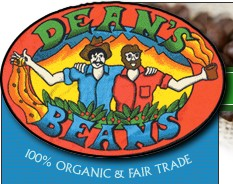 DEAN'S
BEANS
100% ORGANIC & FAIR TRADE